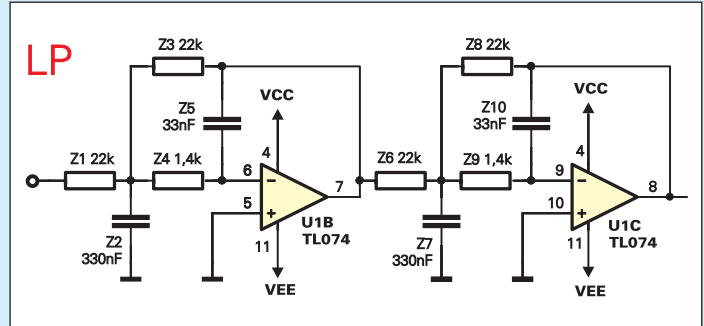 LP
Z3 22k
Z8 22k
Z5
33nF
VCC
Z10
33nF
VCC
4
4
Z1 22k
Z4 1,4k
6
7
Z6 22k
Z9 1,4k
9
8
5
10
U1B
TL074
U1C
TL074
Z2
330nF
11
Z7
330nF
11
VEE
VEE